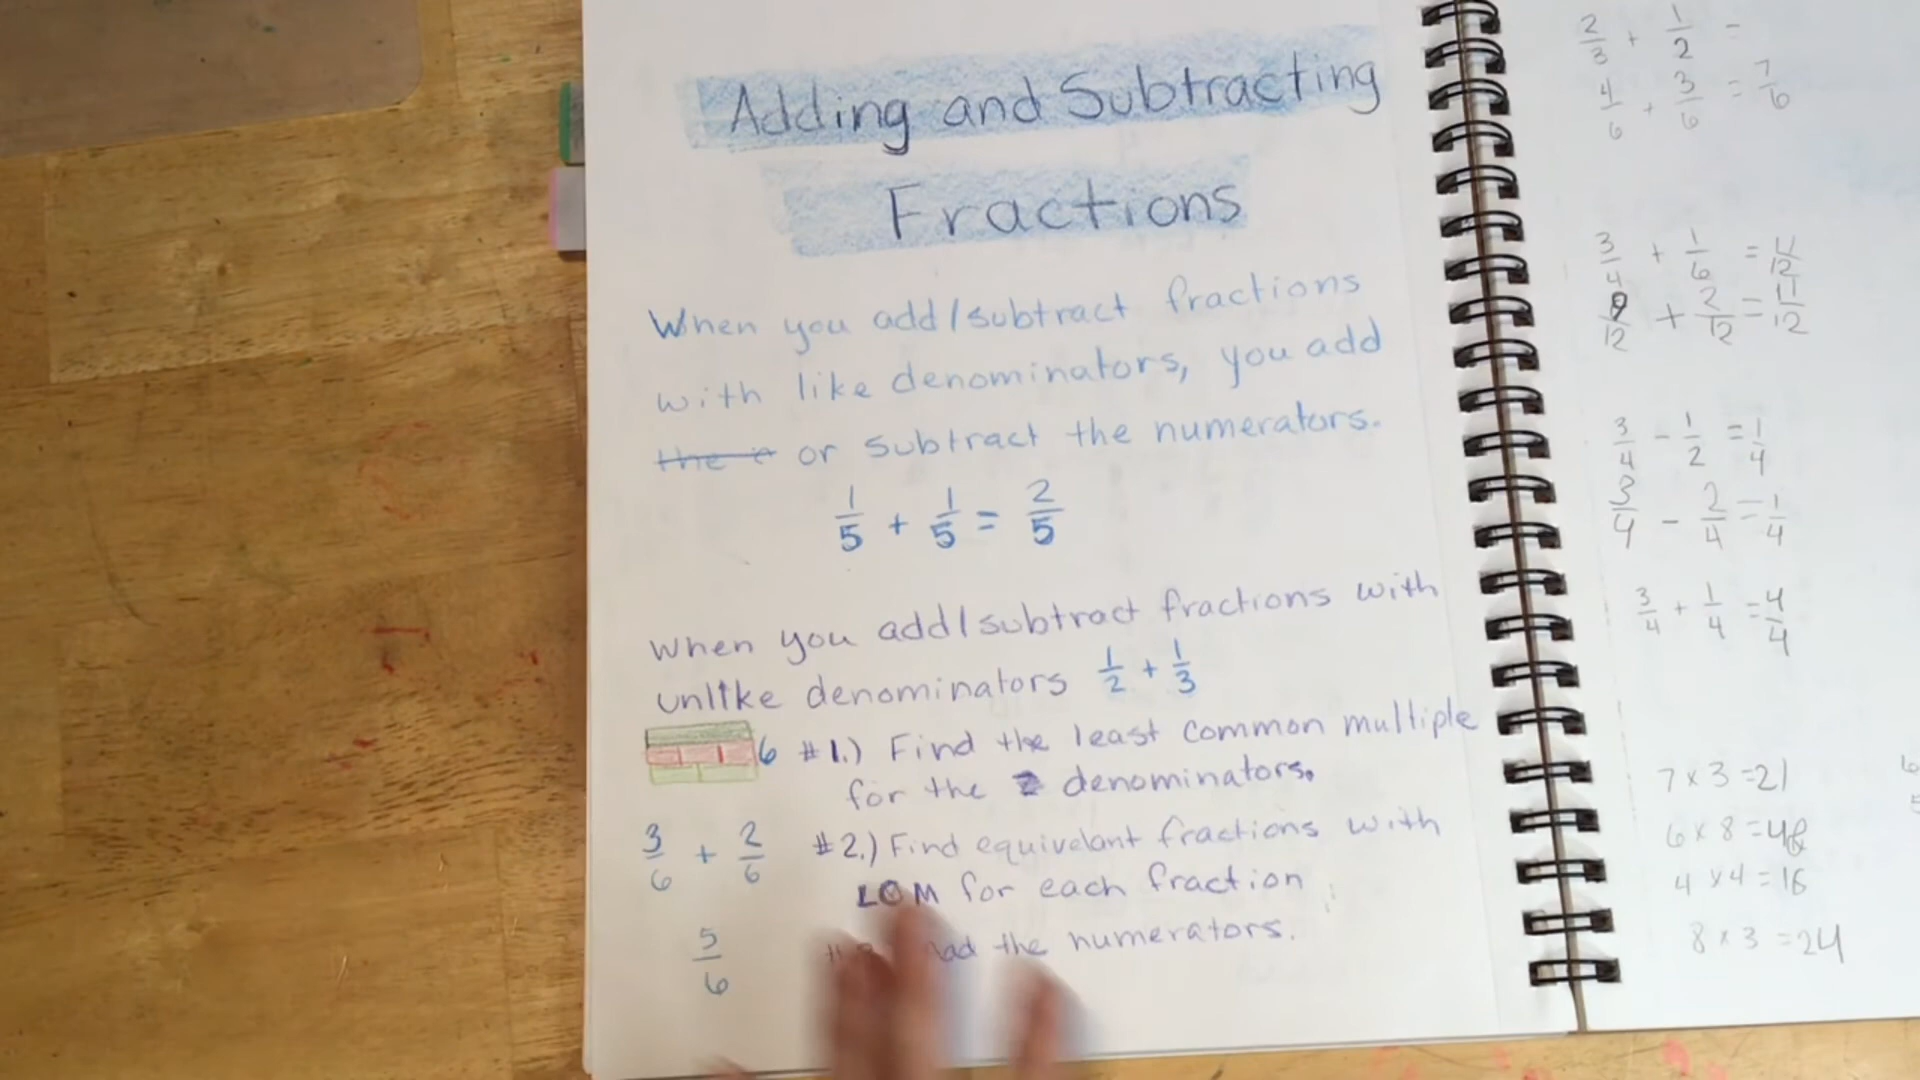 Adding and Subtracting
Fractions
When you add/subtract fractions
with like denominators, you add
or subtract the numerators.
1/5 + 1/5 = 2/5
When you add/subtract fractions with
unlike denominators 1/2 + 1/3
6 #1.) Find the least common multiple
for the denominators.
3/6 + 2/6 #2.) Find equivelant fractions with
LCM for each fraction
5/6 the numerators.
2/3 + 1/2 =
4/6 + 3/6 = 7/6
3/4 + 1/6 = 11/12
9/12 + 2/12 = 11/12
3/4 - 1/2 = 1/4
3/4 - 2/4 = 1/4
3/4 + 1/4 = 4/4
7 x 3 = 21
6 x 8 = 48
4 x 4 = 16
8 x 3 = 24